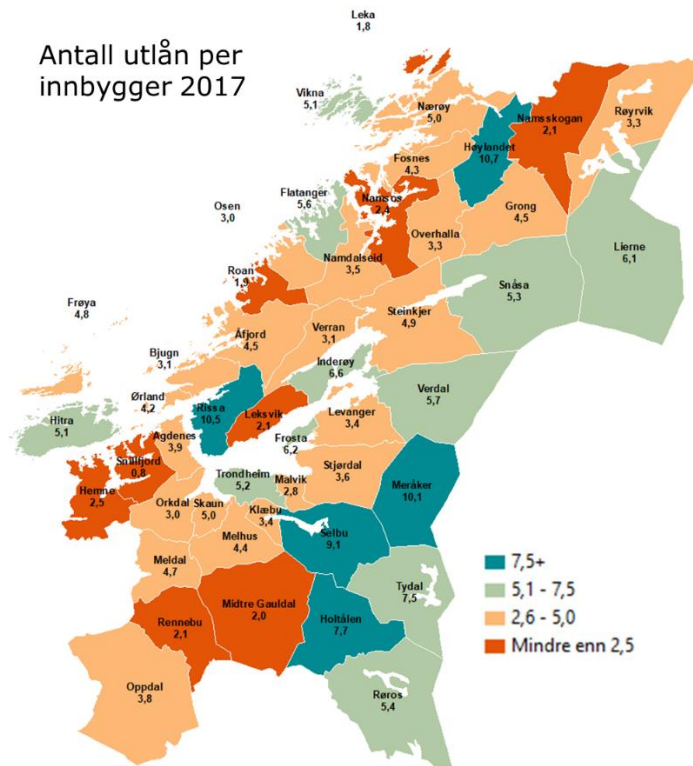 Antall utlån per
innbygger 2017
Leka
1,8
Vikna
5,1
Nærøy
5,0
Namsskogan
2,1
Røyrvik
3,3
Høylandet
10,7
Fosnes
4,3
Flatanger
5,6
Namsos
2,4
Grong
4,5
Osen
3,0
Overhalla
3,3
Lierne
6,1
Namdalseid
3,5
Roan
1,9
Snåsa
5,3
Frøya
4,8
Steinkjer
4,9
Åfjord
4,5
Verran
3,1
Bjugn
3,1
Inderøy
6,6
Verdal
5,7
Ørland
4,2
Rissa
10,5
Leksvik
2,1
Levanger
3,4
Hitra
5,1
Agdenes
3,9
Frosta
6,2
Snillfjord
0,8
Stjørdal
3,6
Trondheim
5,2
Malvik
2,8
Meråker
10,1
Hemne
2,5
Orkdal
3,0
Skaun
5,0
Klæbu
3,4
Selbu
9,1
Melhus
4,4
Meldal
4,7
Tydal
7,5
Midtre Gauldal
2,0
Rennebu
2,1
Holtålen
7,7
Oppdal
3,8
Røros
5,4
7,5+
5,1 - 7,5
2,6 - 5,0
Mindre enn 2,5